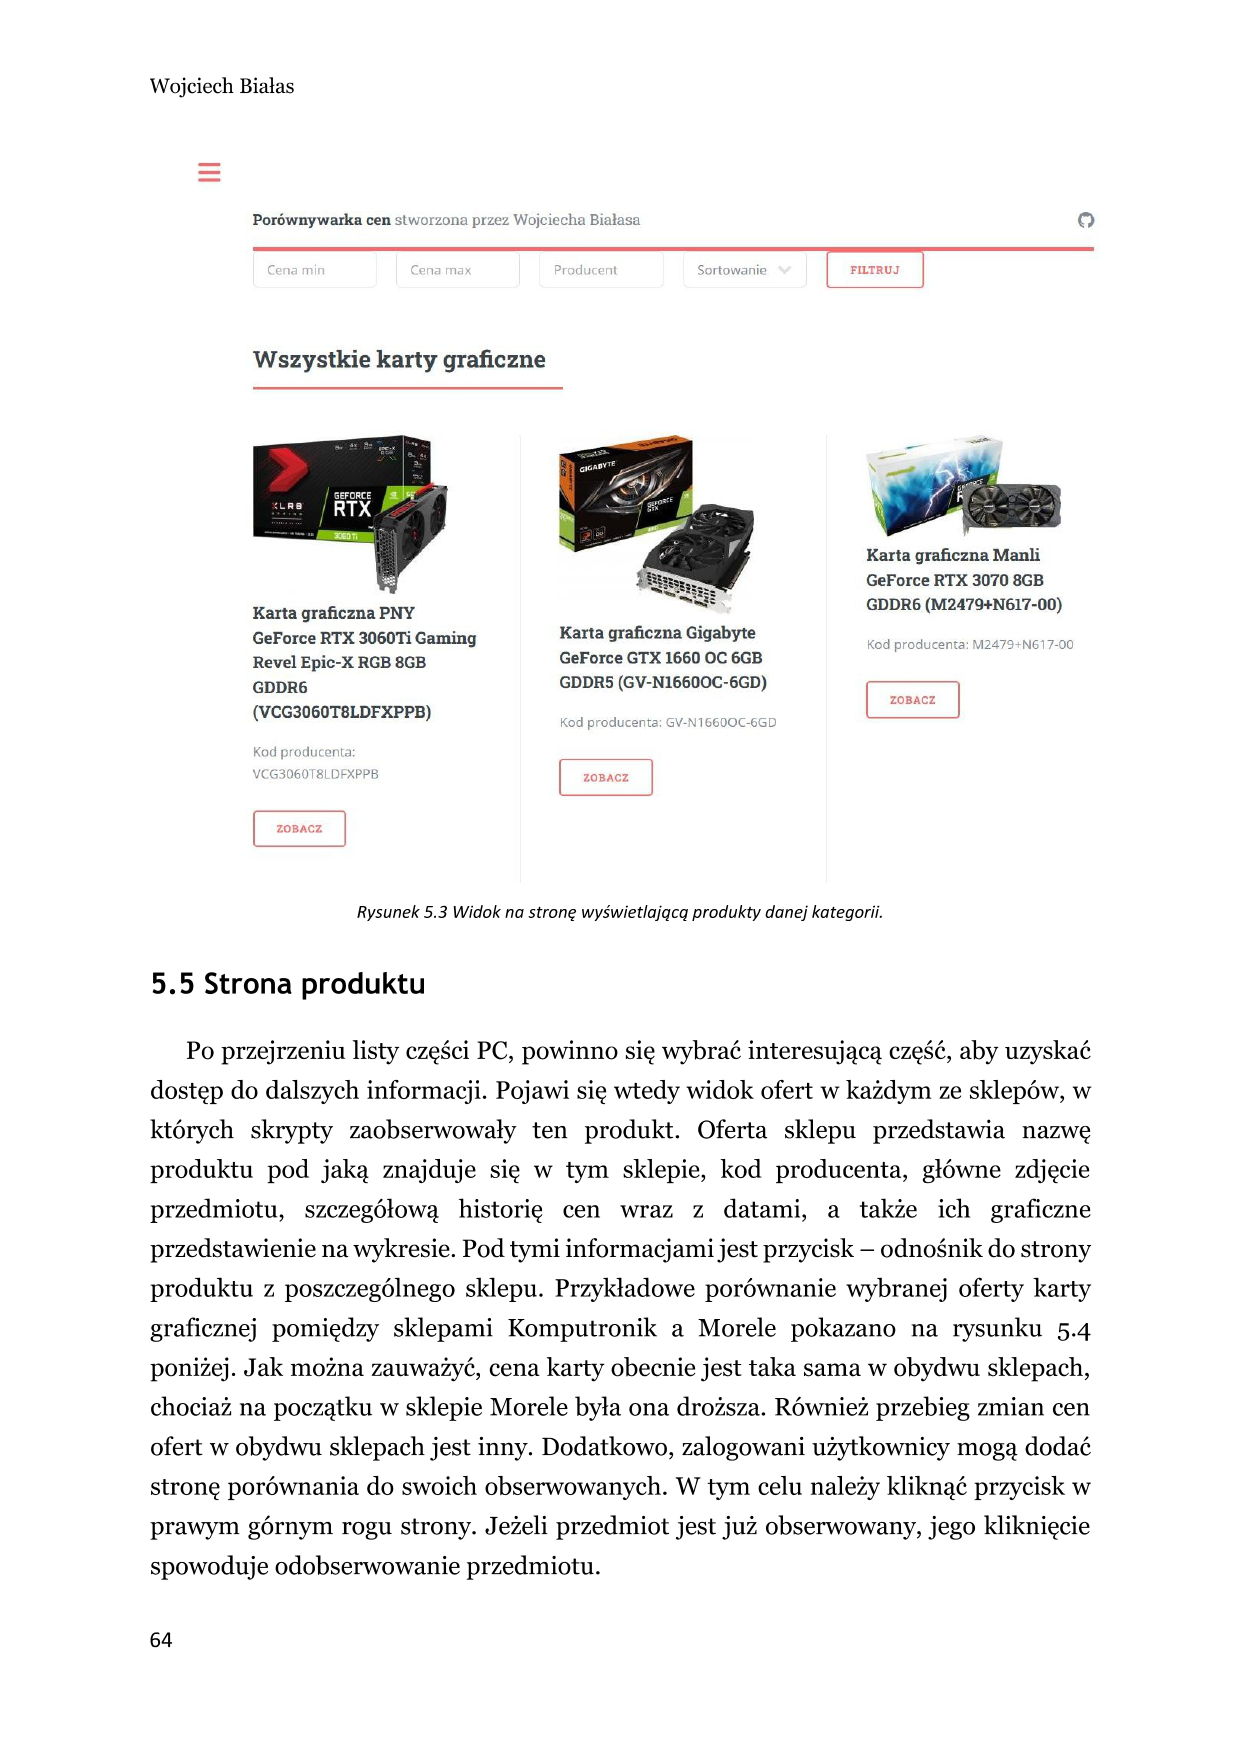 Wojciech Białas
Porównywarka cen stworzona przez Wojciecha Białasa
Cena min
Cena max
Producent
Sortowanie
FILTRUJ
Wszystkie karty graficzne
XLR8
GEFORCE
RTX
3060 Ti
Karta graficzna PNY
GeForce RTX 3060Ti Gaming
Revel Epic-X RGB 8GB
GDDR6
(VCG3060T8LDFXPPB)
Kod producenta:
VCG3060T8LDFXPPB
ZOBACZ
GIGABYTE
GEFORCE
GTX
Karta graficzna Gigabyte
GeForce GTX 1660 OC 6GB
GDDR5 (GV-N1660OC-6GD)
Kod producenta: GV-N1660OC-6GD
ZOBACZ
Karta graficzna Manli
GeForce RTX 3070 8GB
GDDR6 (M2479+N617-00)
Kod producenta: M2479+N617-00
ZOBACZ
Rysunek 5.3 Widok na stronę wyświetlającą produkty danej kategorii.
5.5 Strona produktu
Po przejrzeniu listy części PC, powinno się wybrać interesującą część, aby uzyskać
dostęp do dalszych informacji. Pojawi się wtedy widok ofert w każdym ze sklepów, w
których skrypty zaobserwowały ten produkt. Oferta sklepu przedstawia nazwę
produktu pod jaką znajduje się w tym sklepie, kod producenta, główne zdjęcie
przedmiotu, szczegółową historię cen wraz z datami, a także ich graficzne
przedstawienie na wykresie. Pod tymi informacjami jest przycisk – odnośnik do strony
produktu z poszczególnego sklepu. Przykładowe porównanie wybranej oferty karty
graficznej pomiędzy sklepami Komputronik a Morele pokazano na rysunku 5.4
poniżej. Jak można zauważyć, cena karty obecnie jest taka sama w obydwu sklepach,
chociaż na początku w sklepie Morele była ona droższa. Również przebieg zmian cen
ofert w obydwu sklepach jest inny. Dodatkowo, zalogowani użytkownicy mogą dodać
stronę porównania do swoich obserwowanych. W tym celu należy kliknąć przycisk w
prawym górnym rogu strony. Jeżeli przedmiot jest już obserwowany, jego kliknięcie
spowoduje odobserwowanie przedmiotu.
64